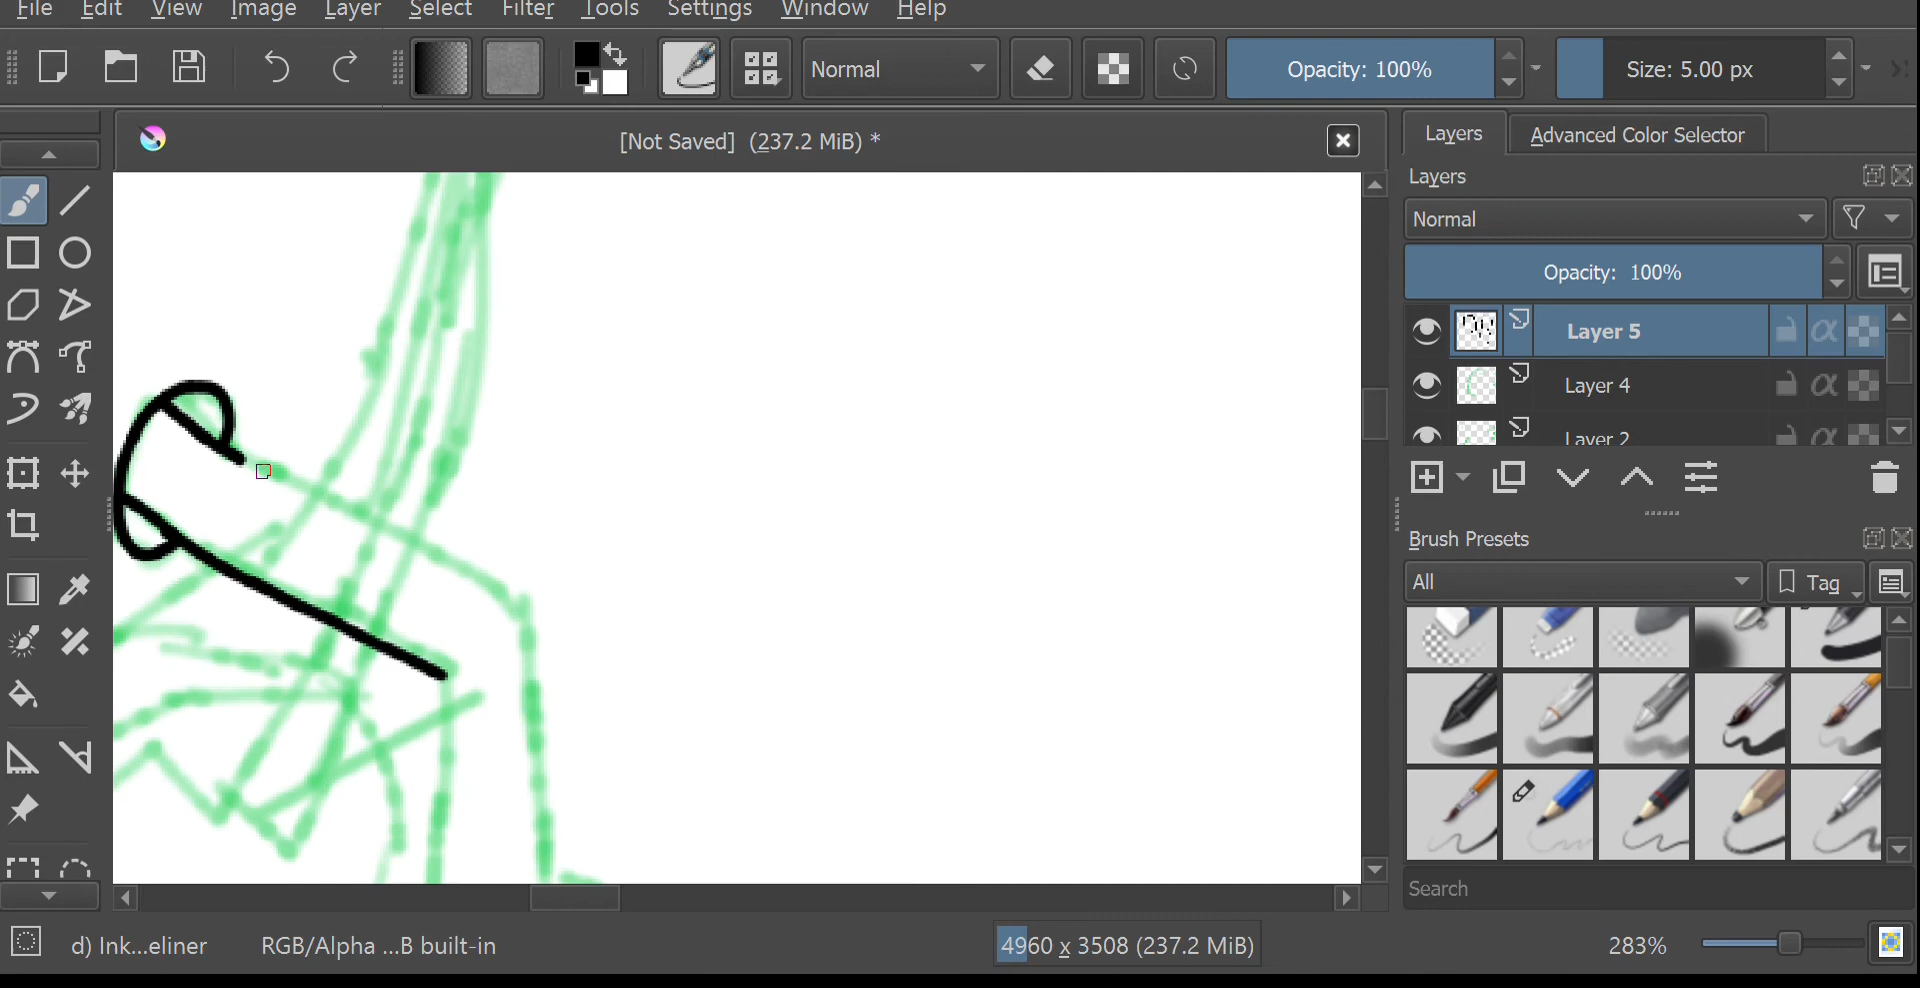 File Edit View Image Layer Select Filter Tools Settings Window Help
Normal Opacity: 100% Size: 5.00 px
[Not Saved] (237.2 MiB) *
Layers Advanced Color Selector
Layers
Normal
Opacity: 100%
Layer 5
Layer 4
Layer 2
Brush Presets
All Tag
Search
d) Ink...eliner RGB/Alpha ...B built-in 4960 x 3508 (237.2 MiB) 283%